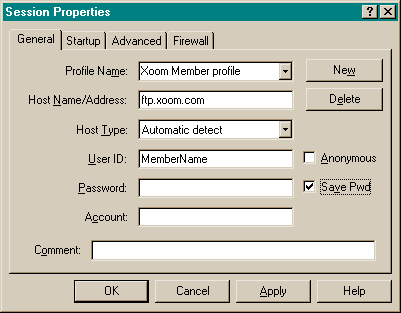 Session Properties
General Startup Advanced Firewall
Profile Name: Xoom Member profile New
Host Name/Address: ftp.xoom.com Delete
Host Type: Automatic detect
User ID: MemberName Anonymous
Password: Save Pwd
Account:
Comment:
OK Cancel Apply Help